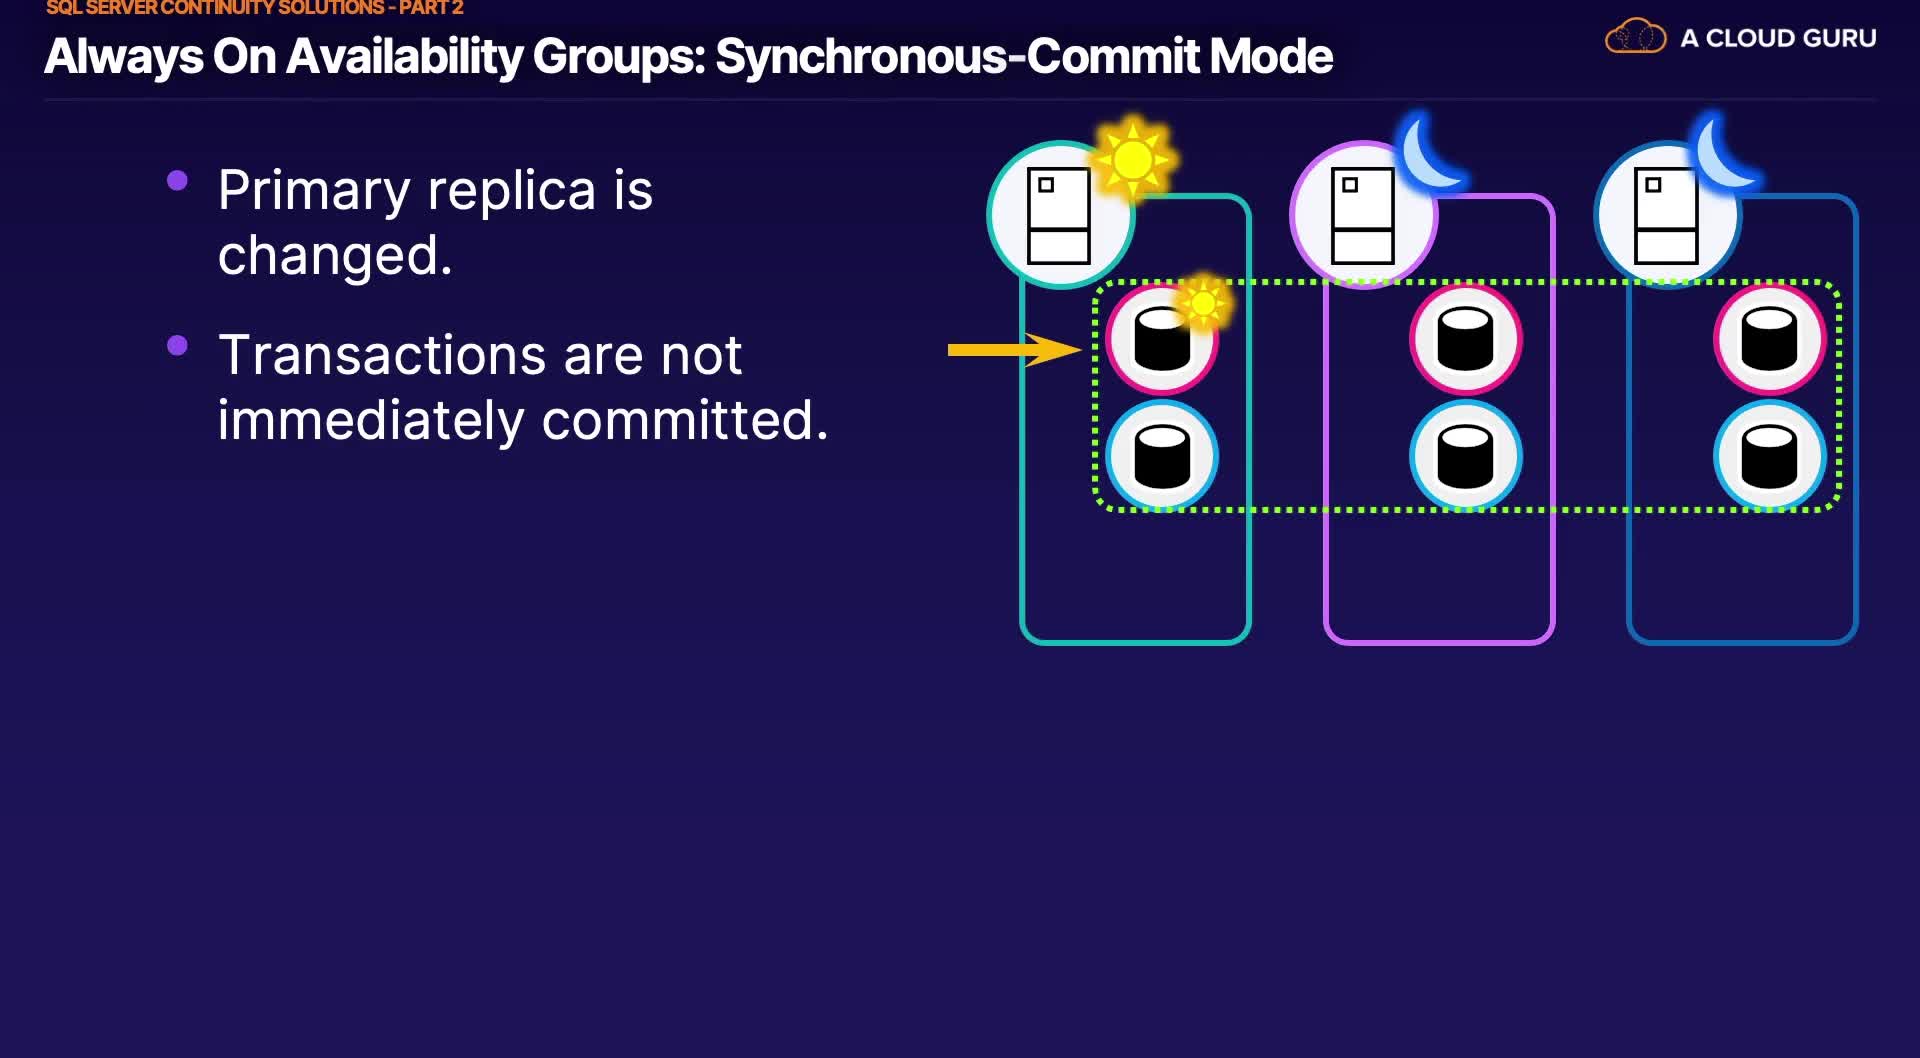 SQL SERVER CONTINUITY SOLUTIONS - PART 2
Always On Availability Groups: Synchronous-Commit Mode
A CLOUD GURU
Primary replica is
changed.
Transactions are not
immediately committed.